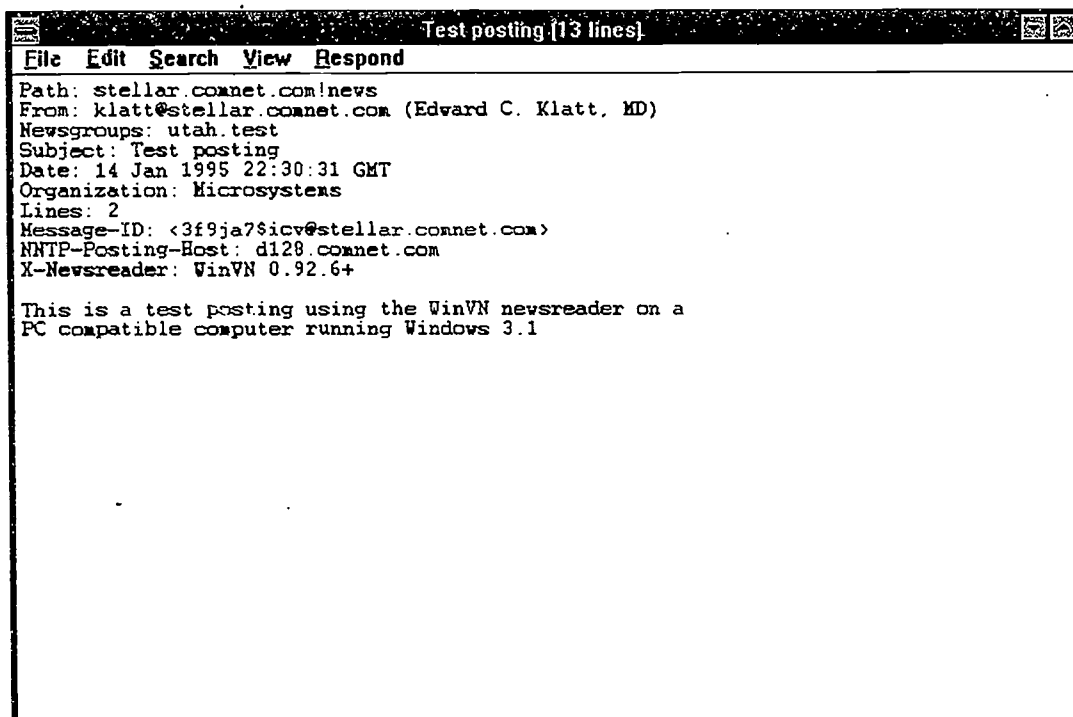 Test posting [13 lines]
File Edit Search View Respond
Path: stellar.comnet.com!news
From: klatt@stellar.comnet.com (Edward C. Klatt, MD)
Newsgroups: utah.test
Subject: Test posting
Date: 14 Jan 1995 22:30:31 GMT
Organization: Microsystems
Lines: 2
Message-ID: <3f9ja7$icv@stellar.comnet.com>
NNTP-Posting-Host: d128.comnet.com
X-Newsreader: WinVN 0.92.6+
This is a test posting using the WinVN newsreader on a
PC compatible computer running Windows 3.1